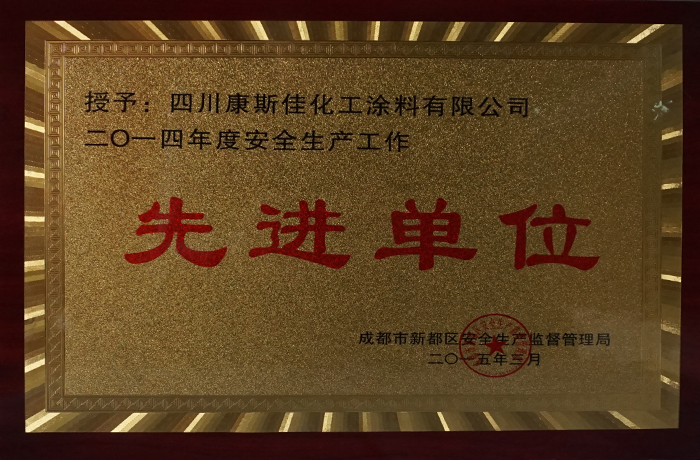 授予：四川康斯佳化工涂料有限公司
二〇一四年度安全生产工作
先进单位
成都市新都区安全生产监督管理局
二〇一五年三月